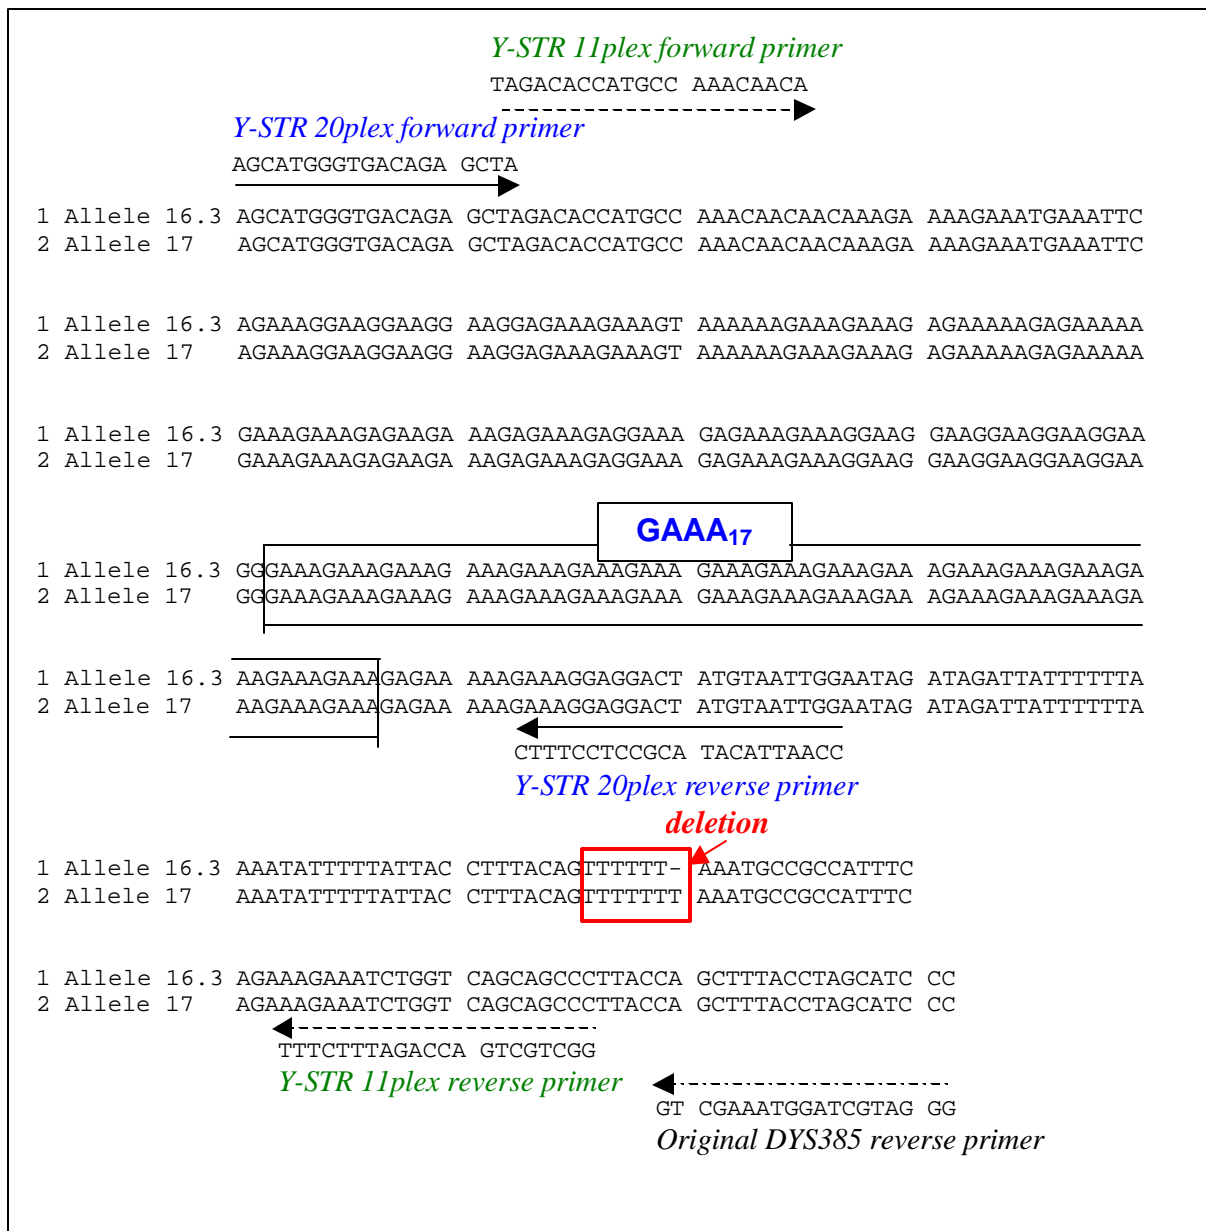 Y-STR 11plex forward primer
TAGACACCATGCC AAACAACA
Y-STR 20plex forward primer
AGCATGGGTGACAGA GCTA
1 Allele 16.3 AGCATGGGTGACAGA GCTAGACACCATGCC AAACAACAACAAAGA AAAGAAATGAAATTC
2 Allele 17 AGCATGGGTGACAGA GCTAGACACCATGCC AAACAACAACAAAGA AAAGAAATGAAATTC
1 Allele 16.3 AGAAAGGAAGGAAGG AAGGAGAAAGAAAGT AAAAAAGAAAGAAAG AGAAAAAGAGAAAAA
2 Allele 17 AGAAAGGAAGGAAGG AAGGAGAAAGAAAGT AAAAAAGAAAGAAAG AGAAAAAGAGAAAAA
1 Allele 16.3 GAAAGAAAGAGAAGA AAGAGAAAGAGGAAA GAGAAAGAAAGGAAG GAAGGAAGGAAGGAA
2 Allele 17 GAAAGAAAGAGAAGA AAGAGAAAGAGGAAA GAGAAAGAAAGGAAG GAAGGAAGGAAGGAA
GAAA17
1 Allele 16.3 GGGAAAGAAAGAAAG AAAGAAAGAAAGAAA GAAAGAAAGAAAGAA AGAAAGAAAGAAAGA
2 Allele 17 GGGAAAGAAAGAAAG AAAGAAAGAAAGAAA GAAAGAAAGAAAGAA AGAAAGAAAGAAAGA
1 Allele 16.3 AAGAAAGAAAGAGAA AAAGAAAGGAGGACT ATGTAATTGGAATAG ATAGATTATTTTTTA
2 Allele 17 AAGAAAGAAAGAGAA AAAGAAAGGAGGACT ATGTAATTGGAATAG ATAGATTATTTTTTA
CTTTCCTCCGCA TACATTAACC
Y-STR 20plex reverse primer
deletion
1 Allele 16.3 AAATATTTTTATTAC CTTTACAGTTTTTT- AAATGCCGCCATTTC
2 Allele 17 AAATATTTTTATTAC CTTTACAGTTTTTTT AAATGCCGCCATTTC
1 Allele 16.3 AGAAAGAAATCTGGT CAGCAGCCCTTACCA GCTTTACCTAGCATC CC
2 Allele 17 AGAAAGAAATCTGGT CAGCAGCCCTTACCA GCTTTACCTAGCATC CC
TTTCTTTAGACCA GTCGTCGG
Y-STR 11plex reverse primer
GT CGAAATGGATCGTAG GG
Original DYS385 reverse primer